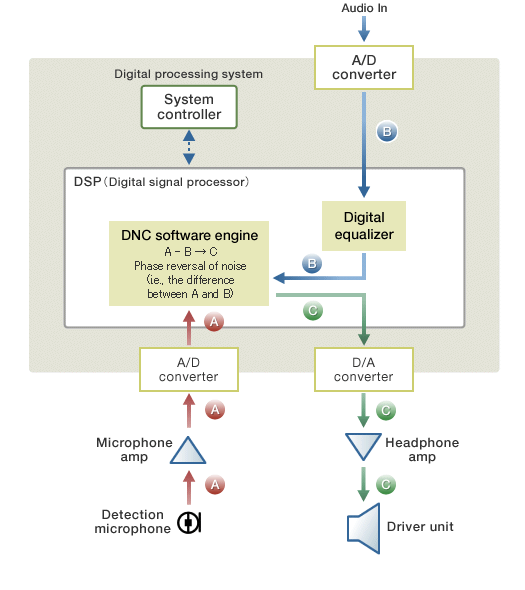 Audio In
A/D
converter
Digital processing system
System
controller
B
DSP (Digital signal processor)
Digital
equalizer
DNC software engine
A − B → C
Phase reversal of noise
(ie., the difference
between A and B)
B
C
A
A/D
converter
D/A
converter
A
C
Microphone
amp
Headphone
amp
A
C
Detection
microphone
Driver unit